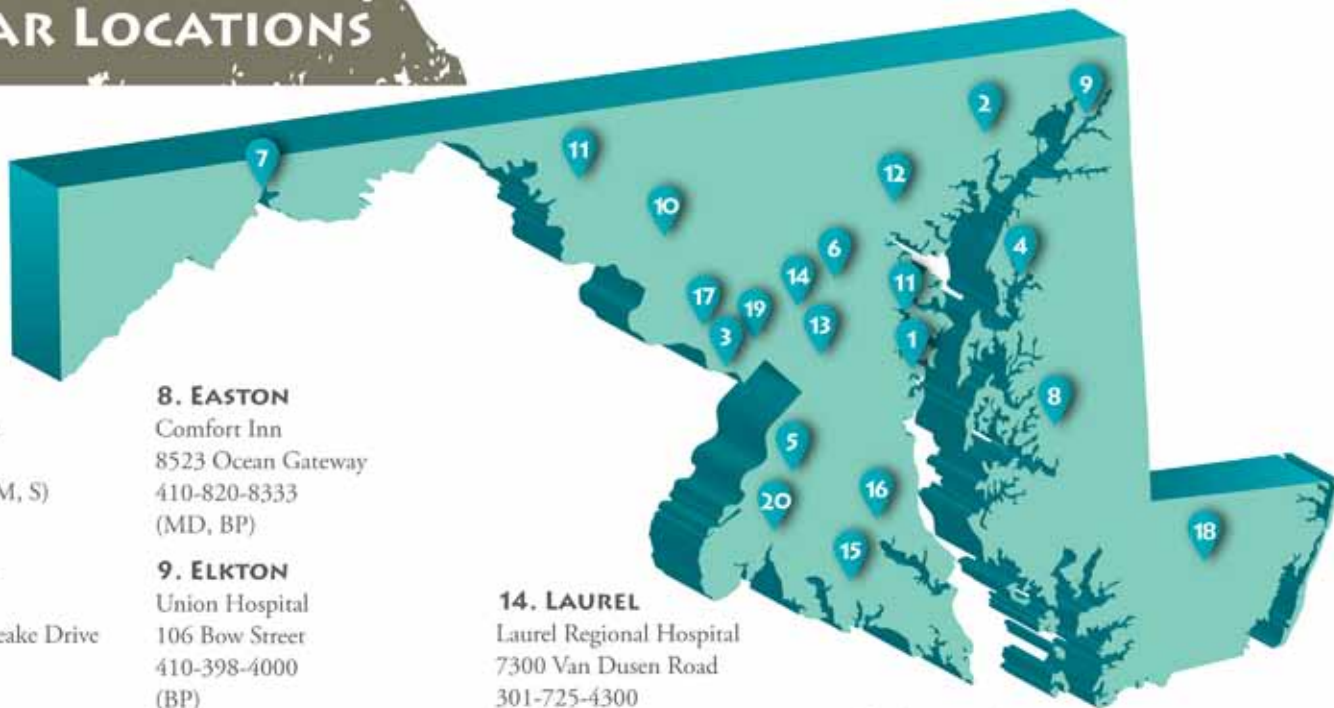 AR LOCATIONS
7
11
10
2
9
12
4
6
14
11
17
19
13
3
1
8
5
20
16
15
18
M, S)
eake Drive
8. EASTON
Comfort Inn
8523 Ocean Gateway
410-820-8333
(MD, BP)
9. ELKTON
Union Hospital
106 Bow Street
410-398-4000
(BP)
14. LAUREL
Laurel Regional Hospital
7300 Van Dusen Road
301-725-4300